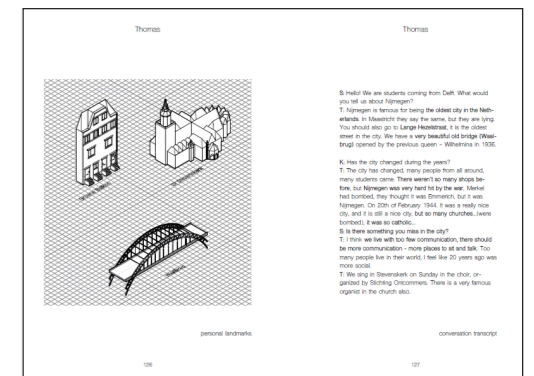 Thomas
personal landmarks
126
Thomas
S: Hello! We are students coming from Delft. What would
you tell us about Nijmegen?
T: Nijmegen is famous for being the oldest city in the Neth-
erlands. In Maastricht they say the same, but they are lying.
You should also go to Lange Hezelstraat, it is the oldest
street in the city. We have a very beautiful old bridge (Waal-
brug) opened by the previous queen – Wilhelmina in 1936.
K: Has the city changed during the years?
T: The city has changed, many people from all around,
many students came. There weren't so many shops be-
fore, but Nijmegen was very hard hit by the war. Merkel
had bombed, they thought it was Emmerich, but it was
Nijmegen. On 20th of February 1944. It was a really nice
city, and it is still a nice city, but so many churches..(were
bombed), it was so catholic...
S: Is there something you miss in the city?
T: I think we live with too few communication, there should
be more communication - more places to sit and talk. Too
many people live in their world, I feel like 20 years ago was
more social.
T: We sing in Stevenskerk on Sunday in the choir, or-
ganized by Stichting Ontcommers. There is a very famous
organist in the church also.
conversation transcript
127